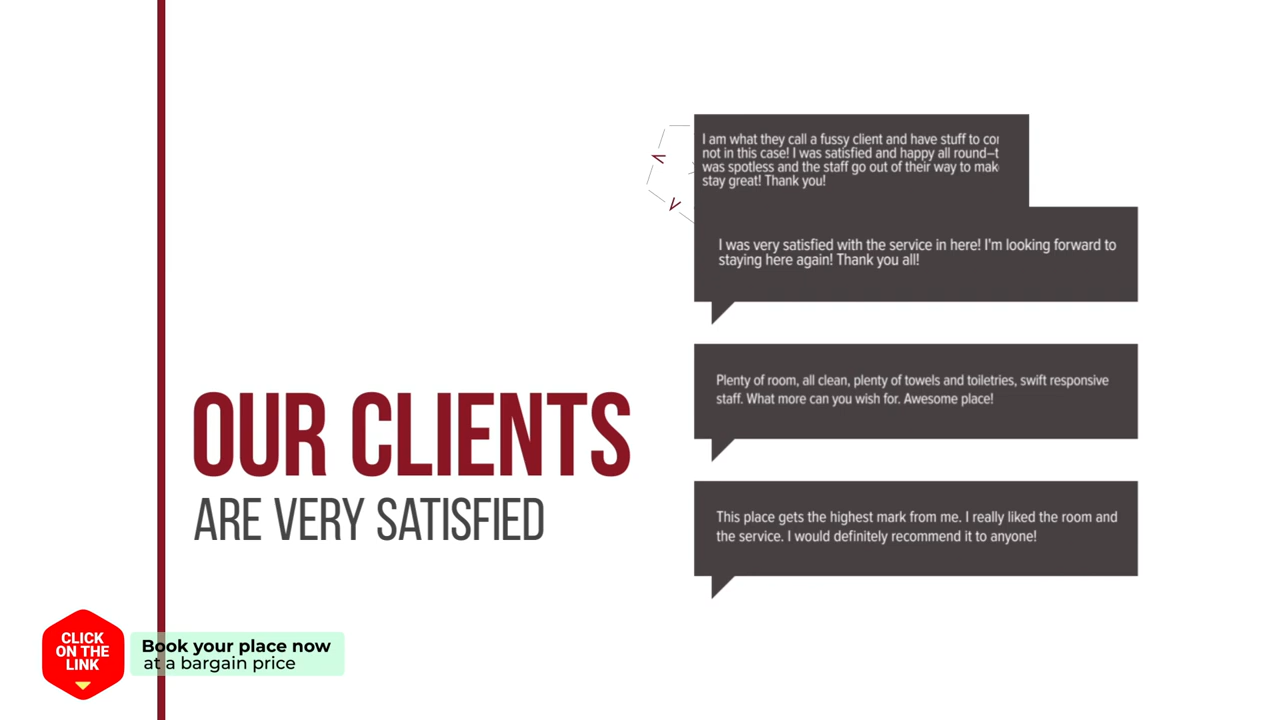 I am what they call a fussy client and have stuff to
not in this case! I was satisfied and happy all round–
was spotless and the staff go out of their way to
stay great! Thank you!
I was very satisfied with the service in here! I'm looking forward to
staying here again! Thank you all!
Plenty of room, all clean, plenty of towels and toiletries, swift responsive
staff. What more can you wish for. Awesome place!
OUR CLIENTS
ARE VERY SATISFIED
This place gets the highest mark from me. I really liked the room and
the service. I would definitely recommend it to anyone!
CLICK
ON THE
LINK
Book your place now
at a bargain price